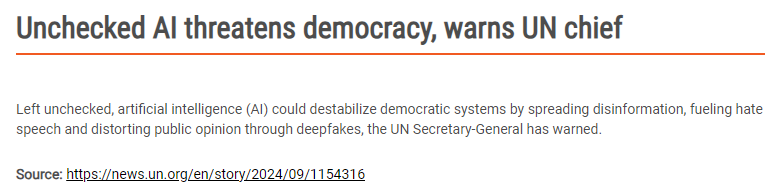 Unchecked AI threatens democracy, warns UN chief
Left unchecked, artificial intelligence (AI) could destabilize democratic systems by spreading disinformation, fueling hate
speech and distorting public opinion through deepfakes, the UN Secretary-General has warned.
Source: https://news.un.org/en/story/2024/09/1154316